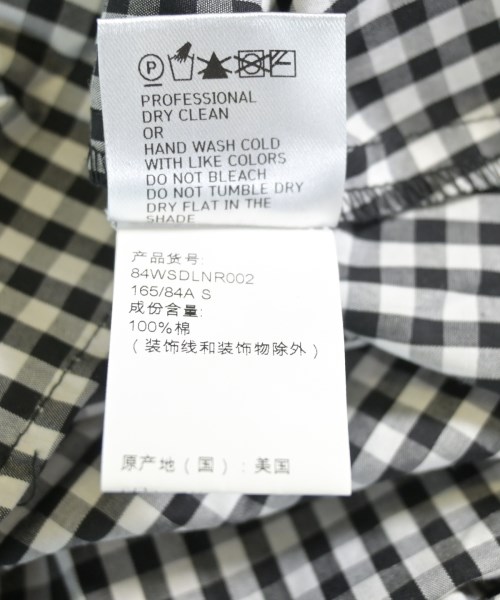 P
PROFESSIONAL
DRY CLEAN
OR
HAND WASH COLD
WITH LIKE COLORS
DO NOT BLEACH
DO NOT TUMBLE DRY
DRY FLAT IN THE
SHADE
产品货号:
84WSDLNR002
165/84A S
成份含量:
100%棉
(装饰线和装饰物除外)
原产地(国):美国